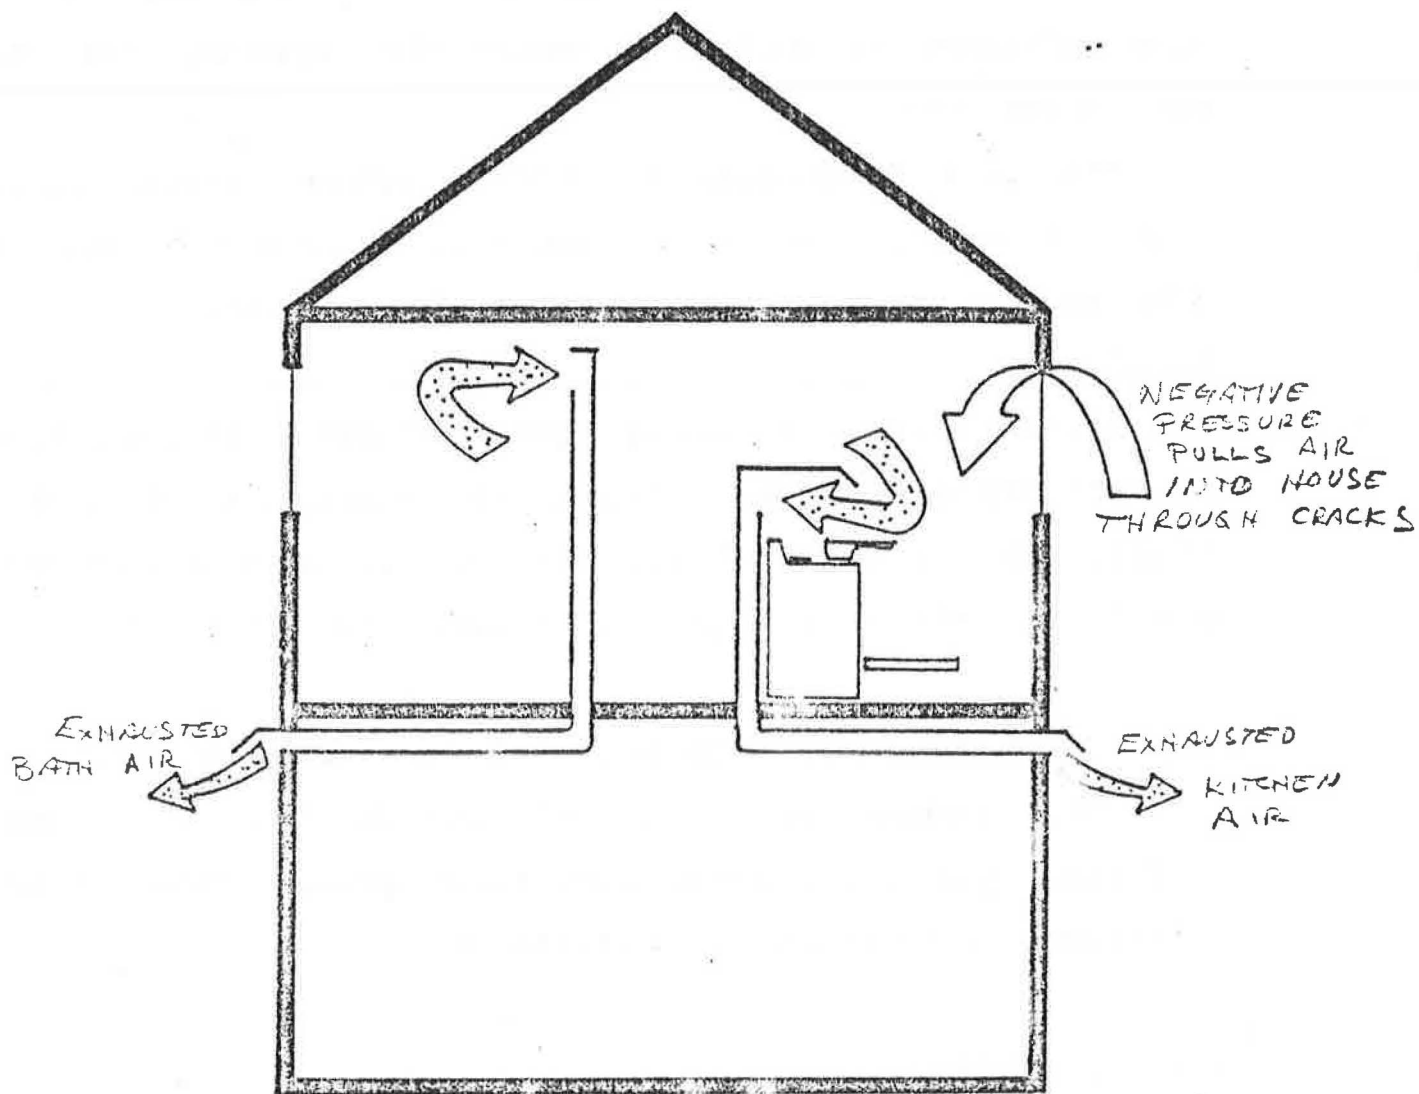 NEGATIVE
PRESSURE
PULLS AIR
INTO HOUSE
THROUGH CRACKS
EXHAUSTED
BATH AIR
EXHAUSTED
KITCHEN
AIR